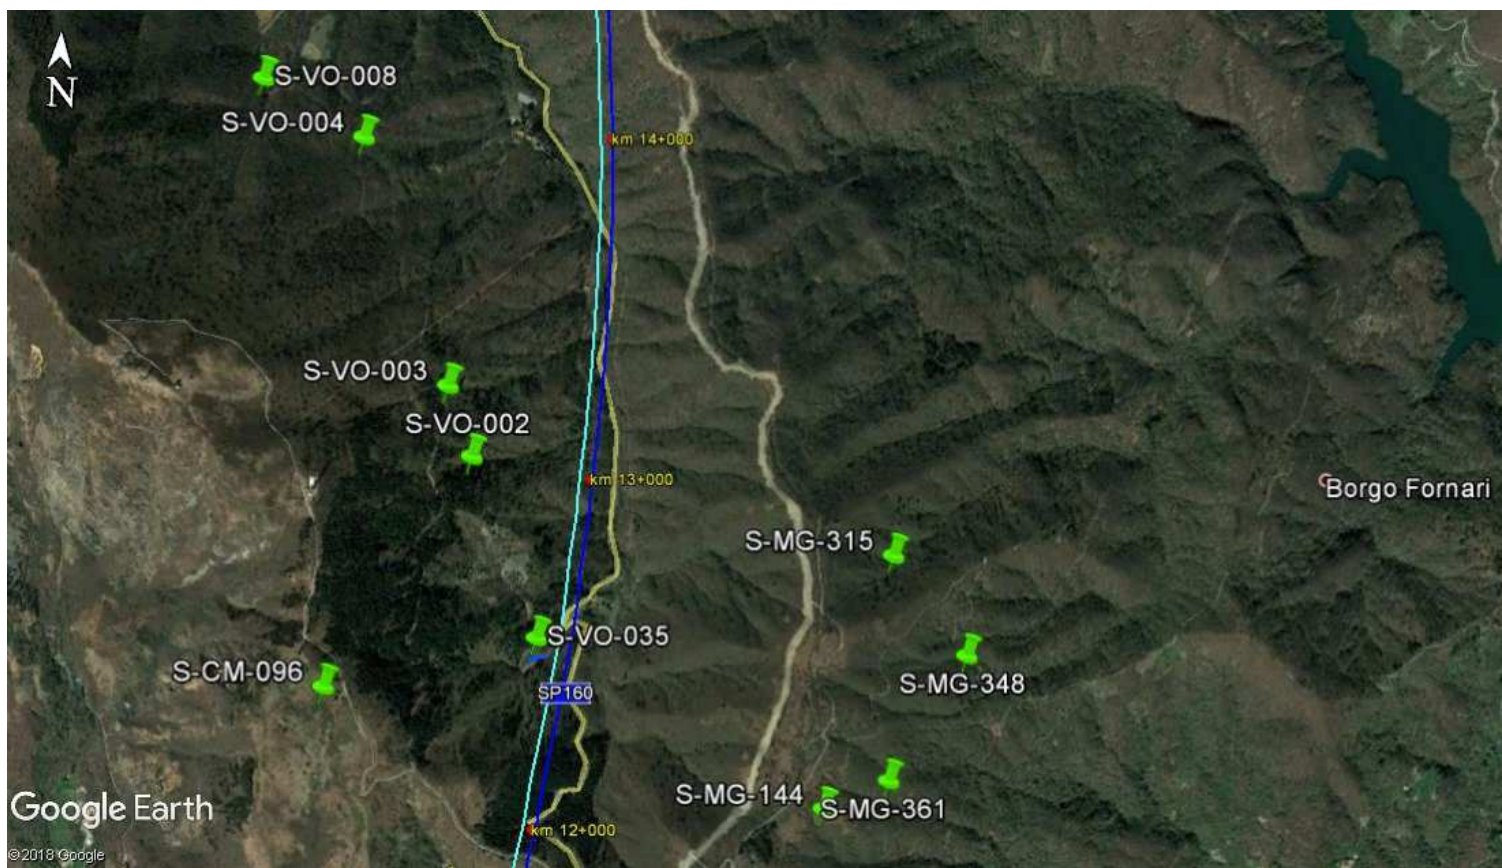 N
S-VO-008
S-VO-004
km 14+000
S-VO-003
S-VO-002
km 13+000
Borgo Fornari
S-MG-315
S-VO-035
S-CM-096
S-MG-348
SP160
S-MG-144
S-MG-361
Google Earth
km 12+000
©2018 Google